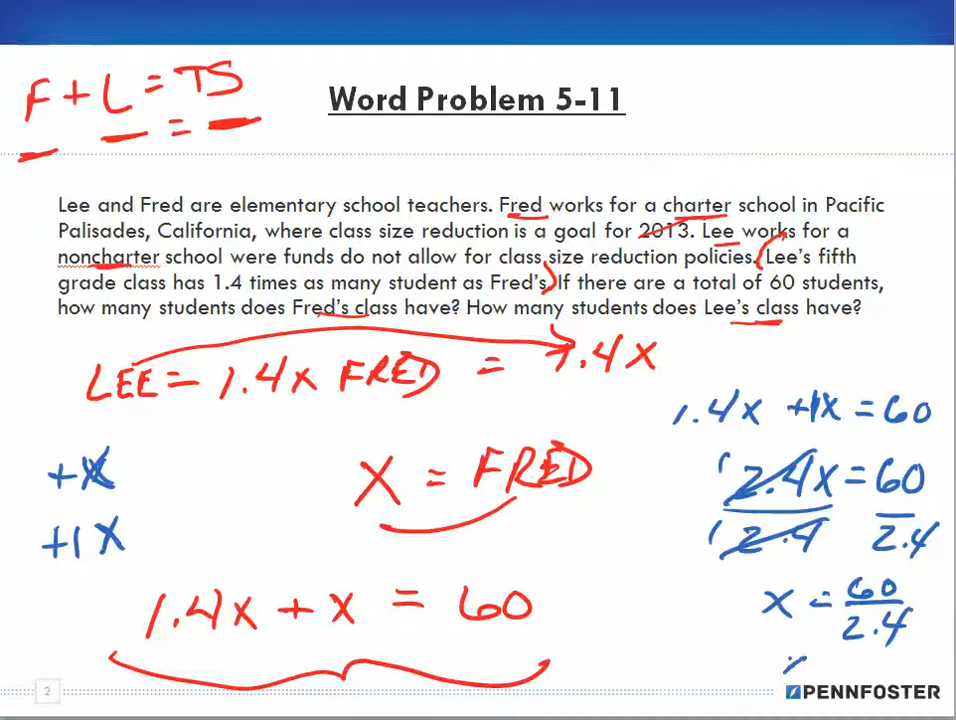 F + L = TS
=
Word Problem 5-11
Lee and Fred are elementary school teachers. Fred works for a charter school in Pacific
Palisades, California, where class size reduction is a goal for 2013. Lee works for a
noncharter school were funds do not allow for class size reduction policies. (Lee's fifth
grade class has 1.4 times as many student as Fred's.) If there are a total of 60 students,
how many students does Fred's class have? How many students does Lee's class have?
LEE = 1.4x FRED = 1.4x
1.4x + 1x = 60
+x
x = FRED
1 2.4x = 60
1 2.4 2.4
+1x
1.4x + x = 60
x = 60
2.4
2
PENNFOSTER